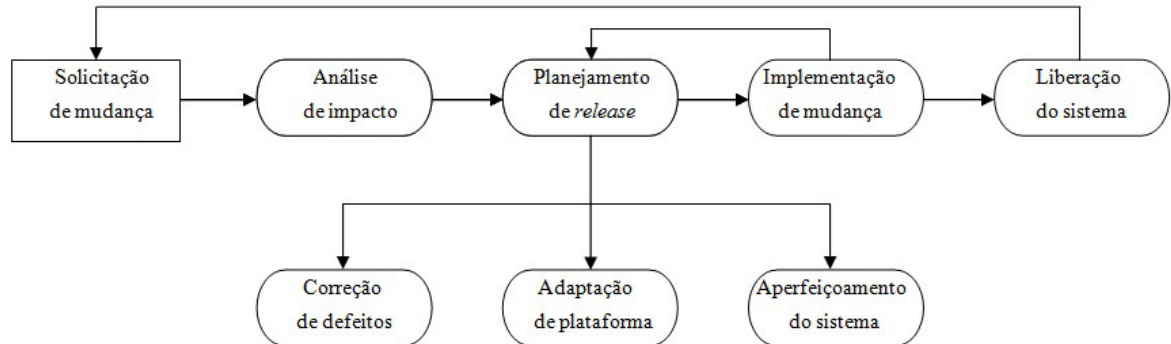 Solicitação
de mudança
Análise
de impacto
Planejamento
de release
Implementação
de mudança
Liberação
do sistema
Correção
de defeitos
Adaptação
de plataforma
Aperfeiçoamento
do sistema